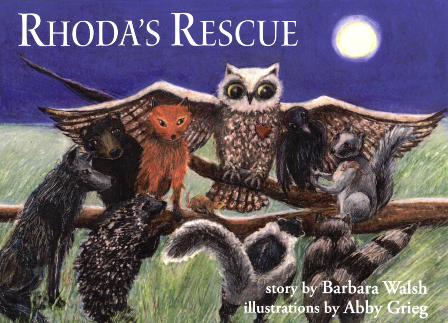 RHODA'S RESCUE
story by Barbara Walsh
illustrations by Abby Grieg